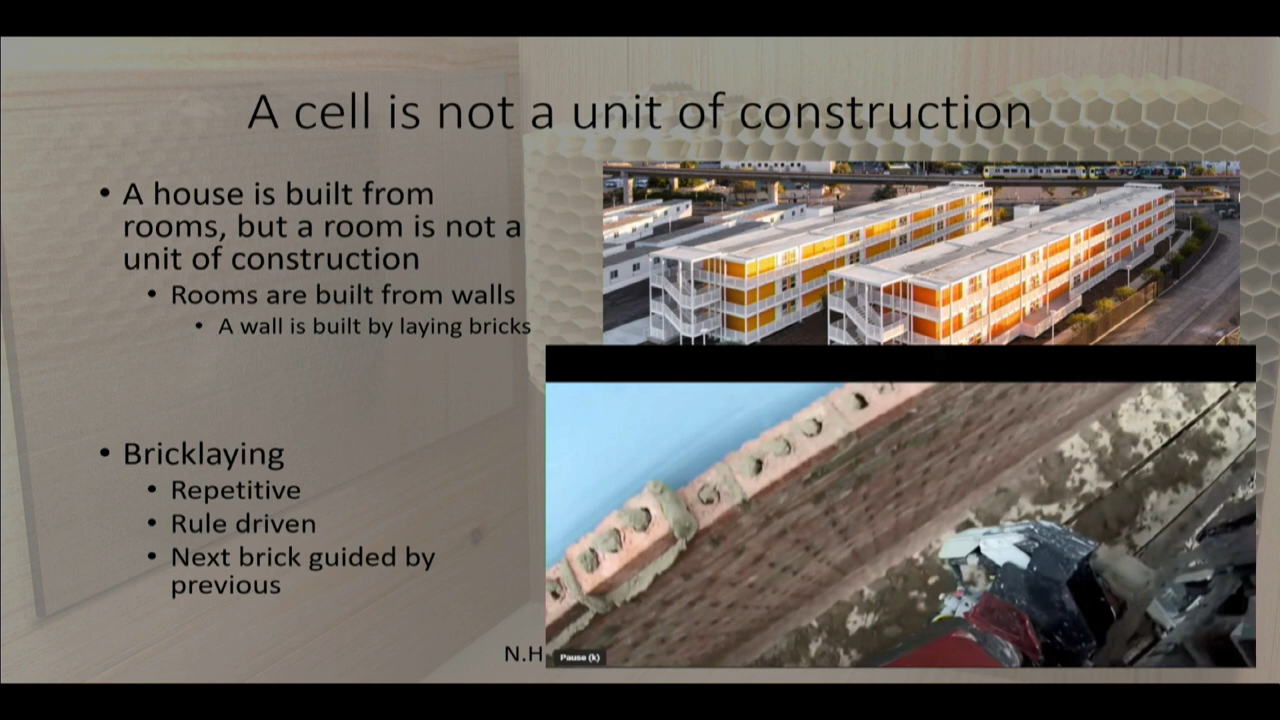 A cell is not a unit of construction
• A house is built from
rooms, but a room is not a
unit of construction
• Rooms are built from walls
• A wall is built by laying bricks
• Bricklaying
• Repetitive
• Rule driven
• Next brick guided by
previous
N.H
Pause (k)